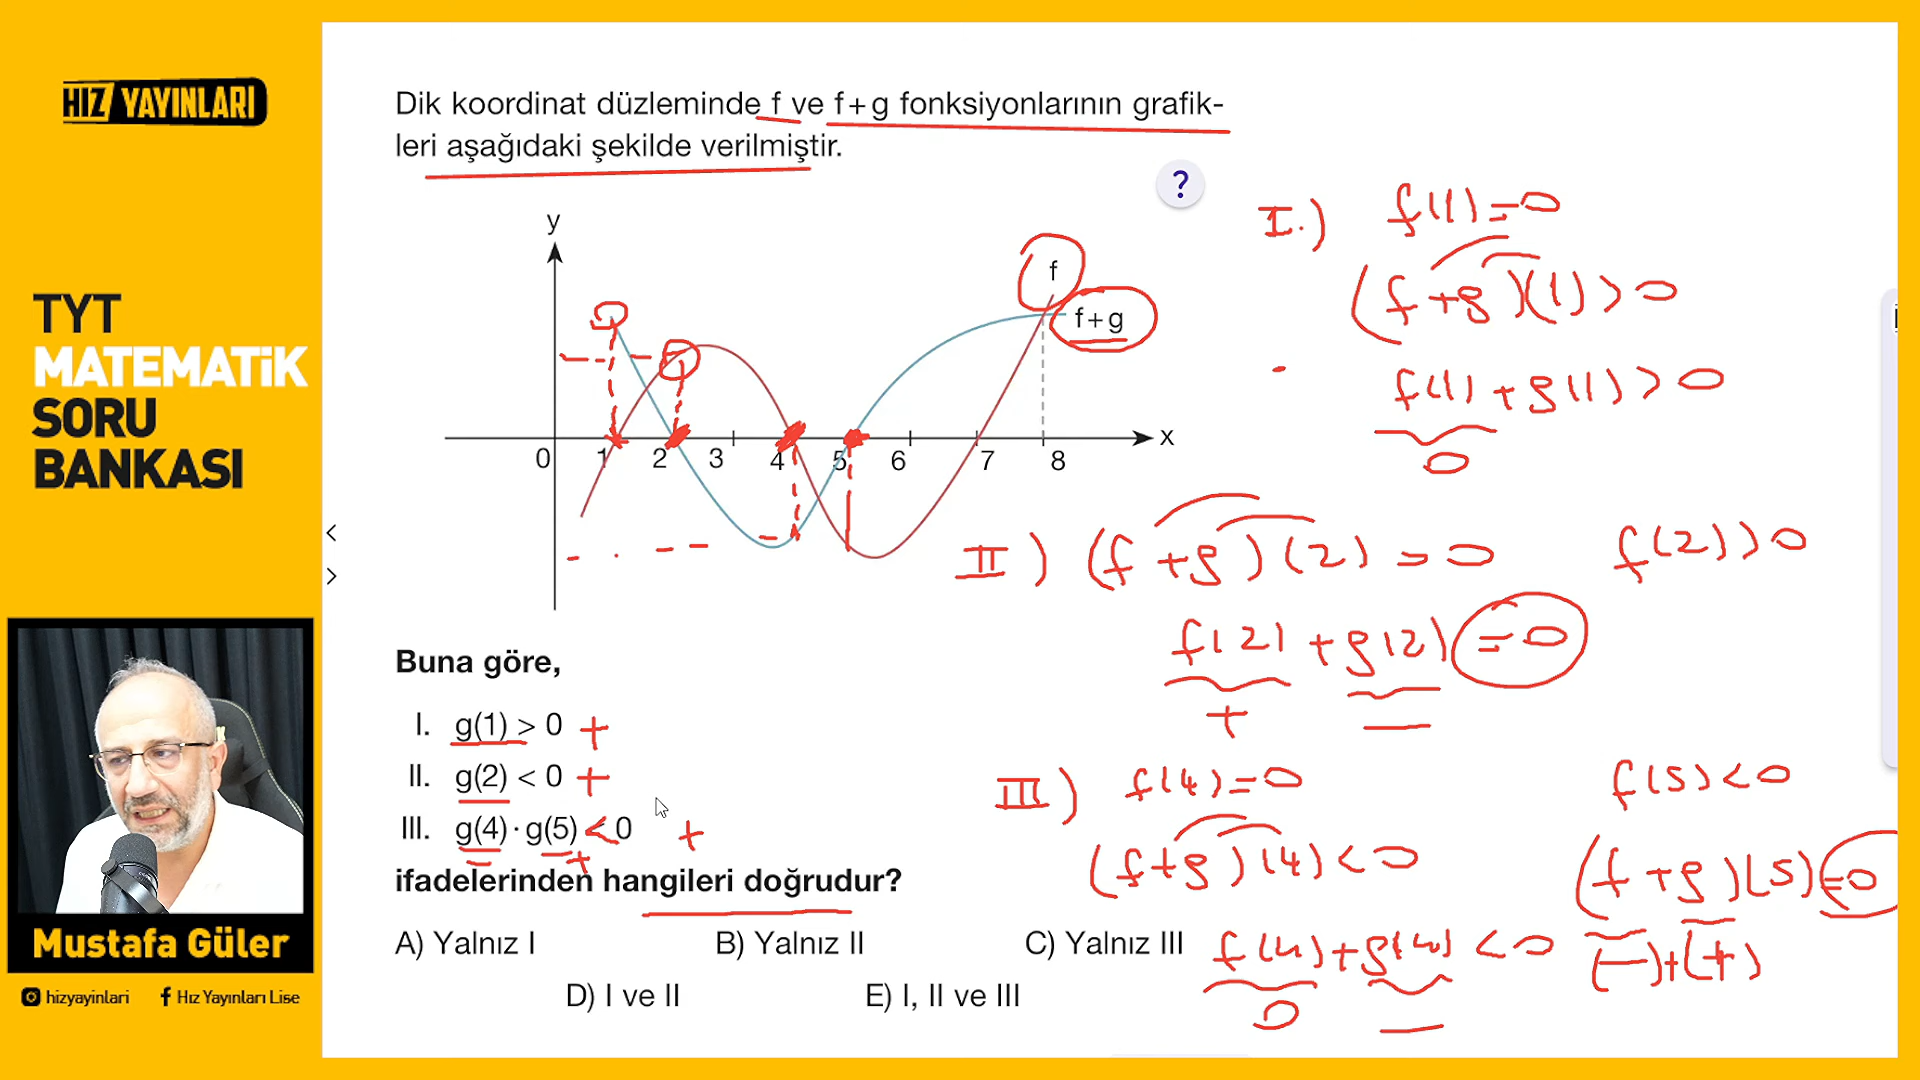 HIZ YAYINLARI
TYT
MATEMATİK
SORU
BANKASI
Mustafa Güler
hizyayinlari
Hız Yayınları Lise
Dik koordinat düzleminde f ve f+g fonksiyonlarının grafik-
leri aşağıdaki şekilde verilmiştir.
?
y
f
f+g
x
0 1 2 3 4 5 6 7 8
Buna göre,
I. g(1) > 0 +
II. g(2) < 0 +
III. g(4)·g(5) < 0 +
− +
ifadelerinden hangileri doğrudur?
A) Yalnız I B) Yalnız II C) Yalnız III
D) I ve II E) I, II ve III
I.) f(1)=0
(f+g)(1)>0
f(1)+g(1)>0
0
II) (f+g)(2)=0 f(2)>0
f(2)+g(2)=0
+ −
III) f(4)=0 f(5)<0
(f+g)(4)<0 (f+g)(5)=0
f(4)+g(4)<0 (−)+(+)
0 −